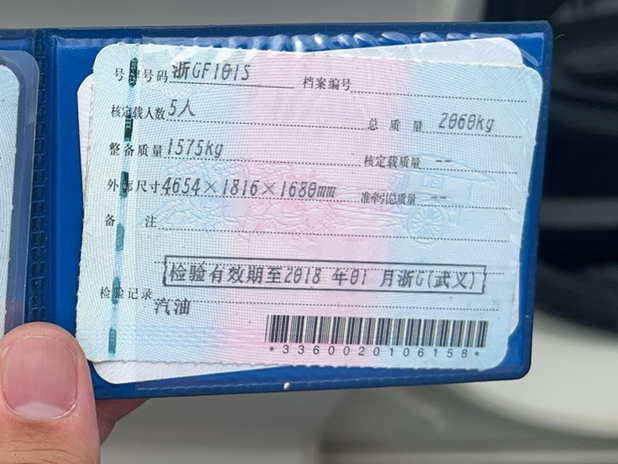 号牌号码 浙GF101S 档案编号
核定载人数 5人 总质量 2060kg
整备质量 1575kg 核定载质量 --
外廓尺寸 4654×1816×1680mm 准牵引总质量 --
备注
检验有效期至2018 年01 月浙G(武义)
检验记录
汽油
*3360020106158*